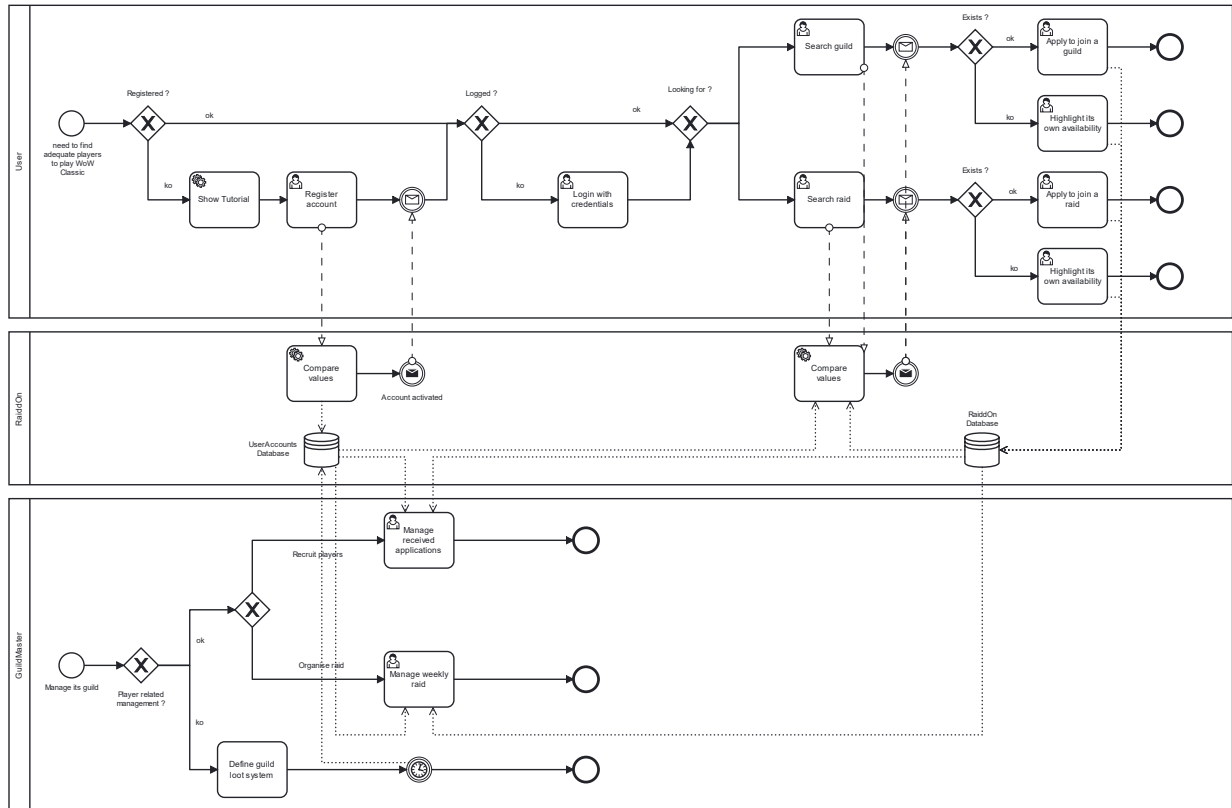 User
Exists ?
Search guild
ok
Apply to join a
guild
Registered ?
Logged ?
Looking for ?
ok
ok
ko
Highlight its
own availability
need to find
adequate players
to play WoW
Classic
Exists ?
ko
Show Tutorial
Register
account
ko
Login with
credentials
Search raid
ok
Apply to join a
raid
ko
Highlight its
own availability
RaiddOn
Compare
values
Account activated
Compare
values
UserAccounts
Database
RaiddOn
Database
GuildMaster
Recruit players
Manage
received
applications
ok
Organise raid
Manage weekly
raid
Manage its guild
Player related
management ?
ko
Define guild
loot system